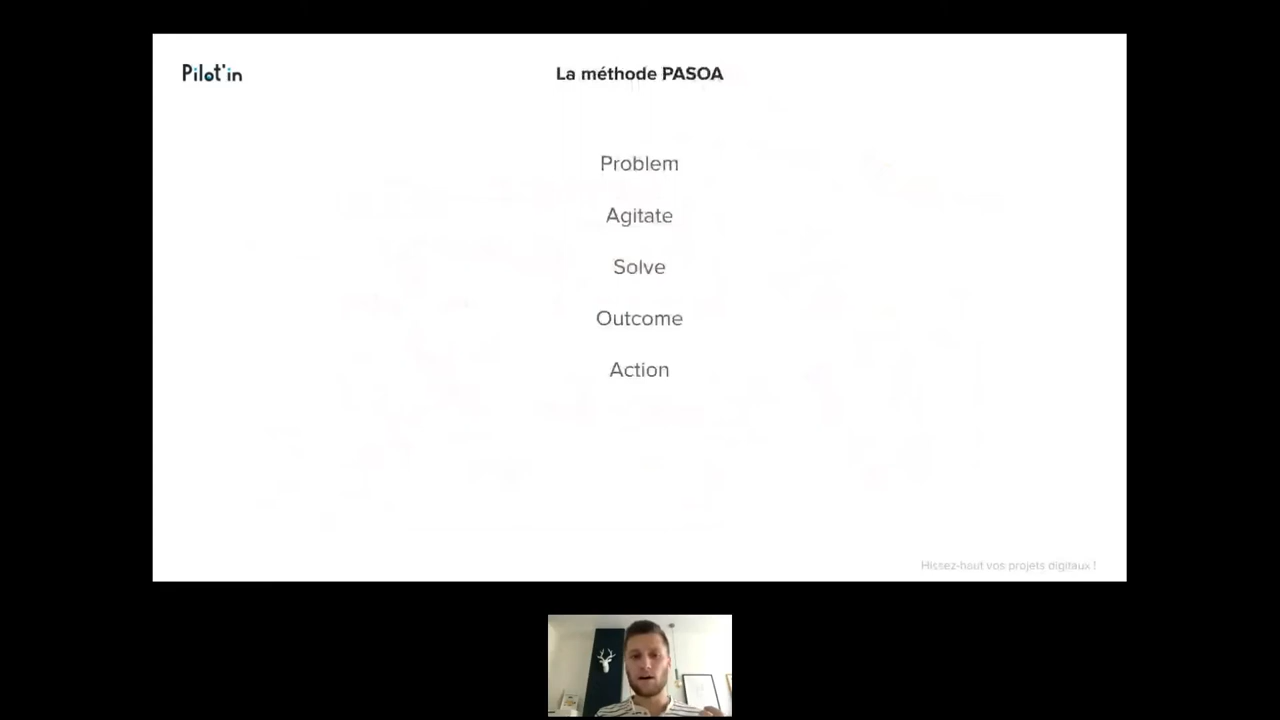 Pilot'in
La méthode PASOA
Problem
Agitate
Solve
Outcome
Action
Hissez-haut vos projets digitaux !